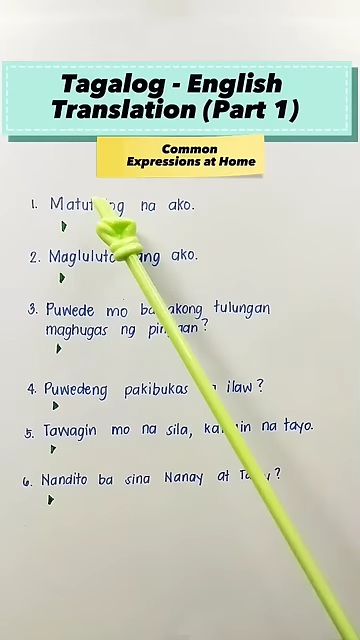 Tagalog - English
Translation (Part 1)
Common
Expressions at Home
1. na ako.
2. Magluluto ako.
3. Puwede mo ba akong tulungan
maghugas ng ?
4. Puwedeng pakibukas ilaw?
5. Tawagin mo na sila, na tayo.
6. Nandito ba sina Nanay at ?